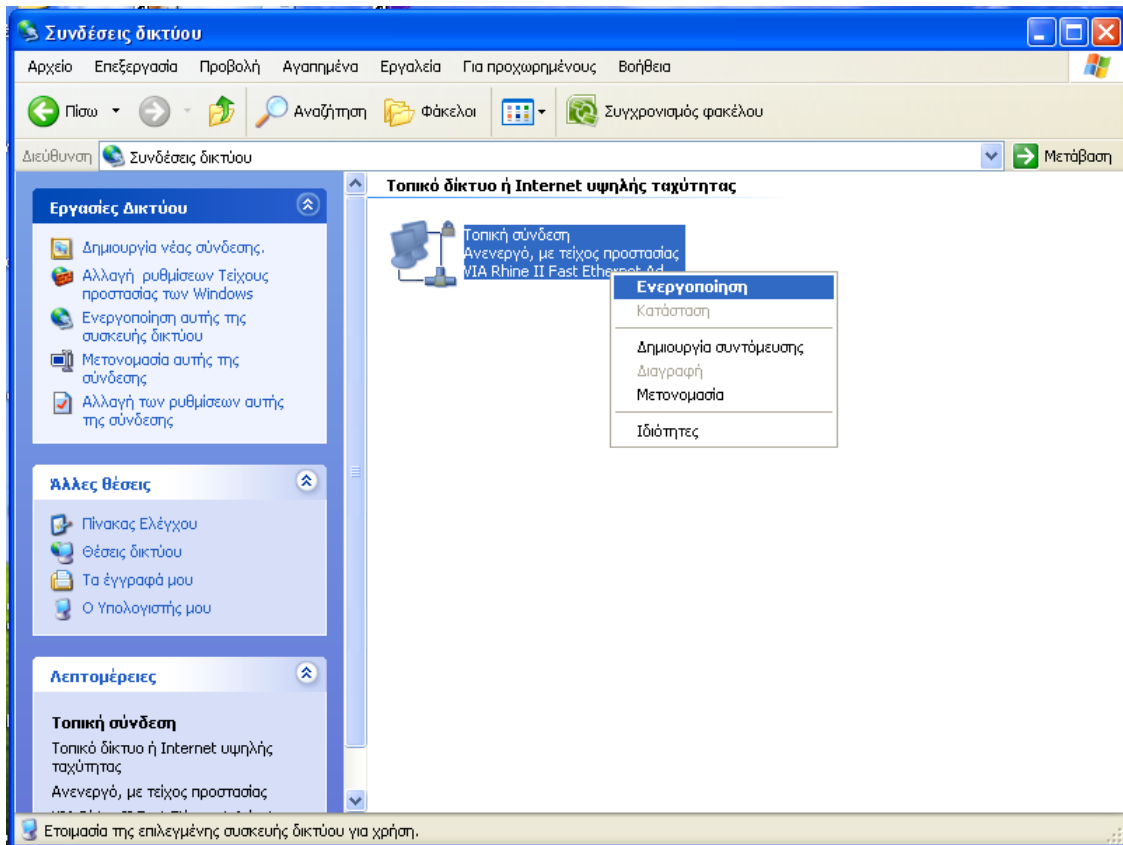 Συνδέσεις δικτύου
Αρχείο Επεξεργασία Προβολή Αγαπημένα Εργαλεία Για προχωρημένους Βοήθεια
Πίσω Αναζήτηση Φάκελοι Συγχρονισμός φακέλου
Διεύθυνση Συνδέσεις δικτύου Μετάβαση
Εργασίες Δικτύου
Δημιουργία νέας σύνδεσης.
Αλλαγή ρυθμίσεων Τείχους
προστασίας των Windows
Ενεργοποίηση αυτής της
συσκευής δικτύου
Μετονομασία αυτής της
σύνδεσης
Αλλαγή των ρυθμίσεων αυτής
της σύνδεσης
Άλλες θέσεις
Πίνακας Ελέγχου
Θέσεις δικτύου
Τα έγγραφά μου
Ο Υπολογιστής μου
Λεπτομέρειες
Τοπική σύνδεση
Τοπικό δίκτυο ή Internet υψηλής
ταχύτητας
Ανενεργό, με τείχος προστασίας
Τοπικό δίκτυο ή Internet υψηλής ταχύτητας
Τοπική σύνδεση
Ανενεργό, με τείχος προστασίας
VIA Rhine II Fast Ethernet Ad...
Ενεργοποίηση
Κατάσταση
Δημιουργία συντόμευσης
Διαγραφή
Μετονομασία
Ιδιότητες
Ετοιμασία της επιλεγμένης συσκευής δικτύου για χρήση.